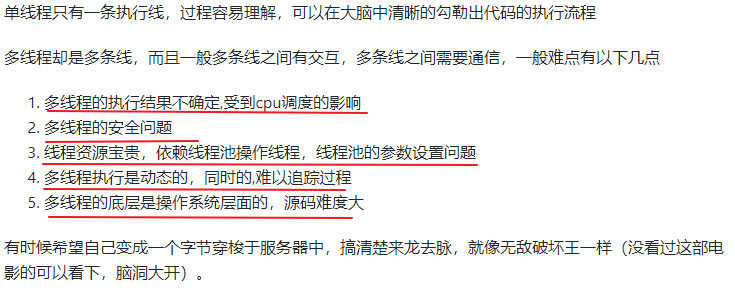 单线程只有一条执行线，过程容易理解，可以在大脑中清晰的勾勒出代码的执行流程
多线程却是多条线，而且一般多条线之间有交互，多条线之间需要通信，一般难点有以下几点
1. 多线程的执行结果不确定,受到cpu调度的影响
2. 多线程的安全问题
3. 线程资源宝贵，依赖线程池操作线程，线程池的参数设置问题
4. 多线程执行是动态的，同时的,难以追踪过程
5. 多线程的底层是操作系统层面的，源码难度大
有时候希望自己变成一个字节穿梭于服务器中，搞清楚来龙去脉，就像无敌破坏王一样（没看过这部电
影的可以看下，脑洞大开）。